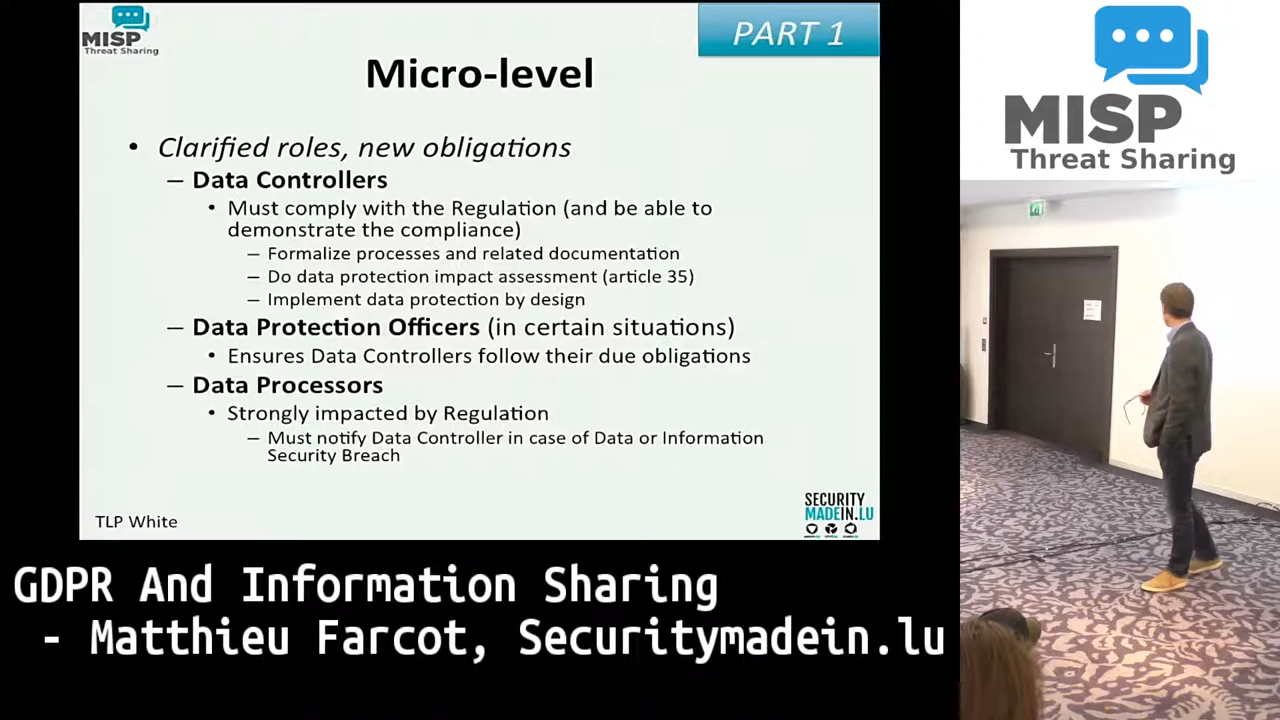 MISP
Threat Sharing
PART 1
Micro-level
• Clarified roles, new obligations
– Data Controllers
• Must comply with the Regulation (and be able to
demonstrate the compliance)
– Formalize processes and related documentation
– Do data protection impact assessment (article 35)
– Implement data protection by design
– Data Protection Officers (in certain situations)
• Ensures Data Controllers follow their due obligations
– Data Processors
• Strongly impacted by Regulation
– Must notify Data Controller in case of Data or Information
Security Breach
TLP White
SECURITY
MADEIN.LU
GDPR And Information Sharing
- Matthieu Farcot, Securitymadein.lu
MISP
Threat Sharing